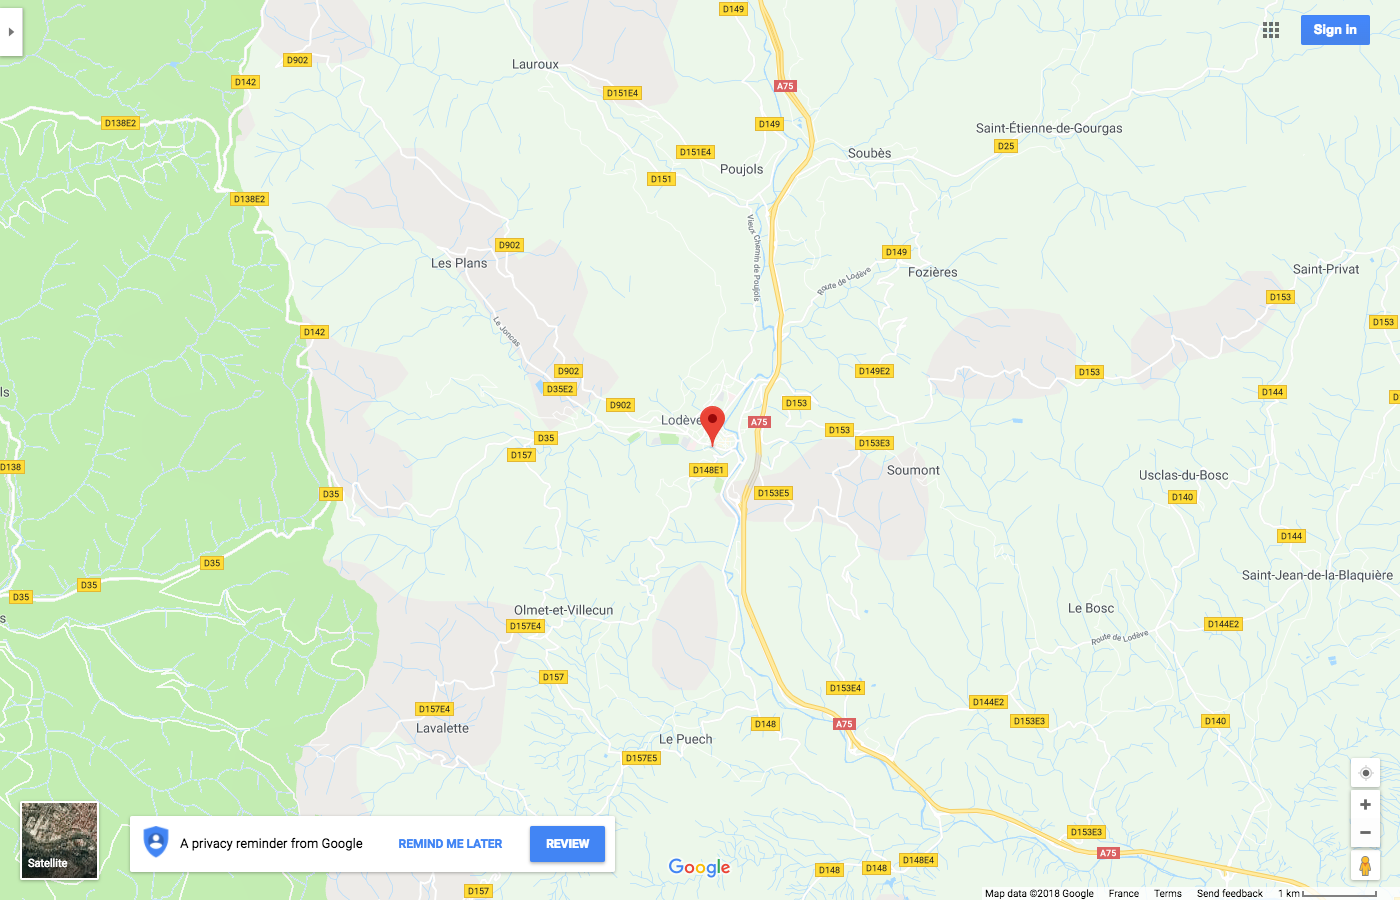 D149
Sign in
D902
Lauroux
D142
A75
D151E4
D138E2
D149
Saint-Étienne-de-Gourgas
D25
D151E4
Soubès
Poujols
D151
D138E2
Vieux Chemin de Poujols
D902
D149
Les Plans
Fozières
Saint-Privat
Route de Lodève
D153
D153
Le Joncas
D142
D902
D149E2
D153
D35E2
D144
D902
D153
Lodève
A75
D153
D35
D153E3
D157
D138
D148E1
Soumont
Usclas-du-Bosc
D35
D153E5
D140
D144
D35
Saint-Jean-de-la-Blaquière
D35
D35
Olmet-et-Villecun
Le Bosc
D157E4
D144E2
Route de Lodève
D157
D153E4
D144E2
D157E4
D153E3
D140
Lavalette
D148
A75
Le Puech
D157E5
D153E3
A privacy reminder from Google
REMIND ME LATER
REVIEW
Satellite
A75
D148E4
Google
D148
D148
D157
Map data ©2018 Google France Terms Send feedback 1 km